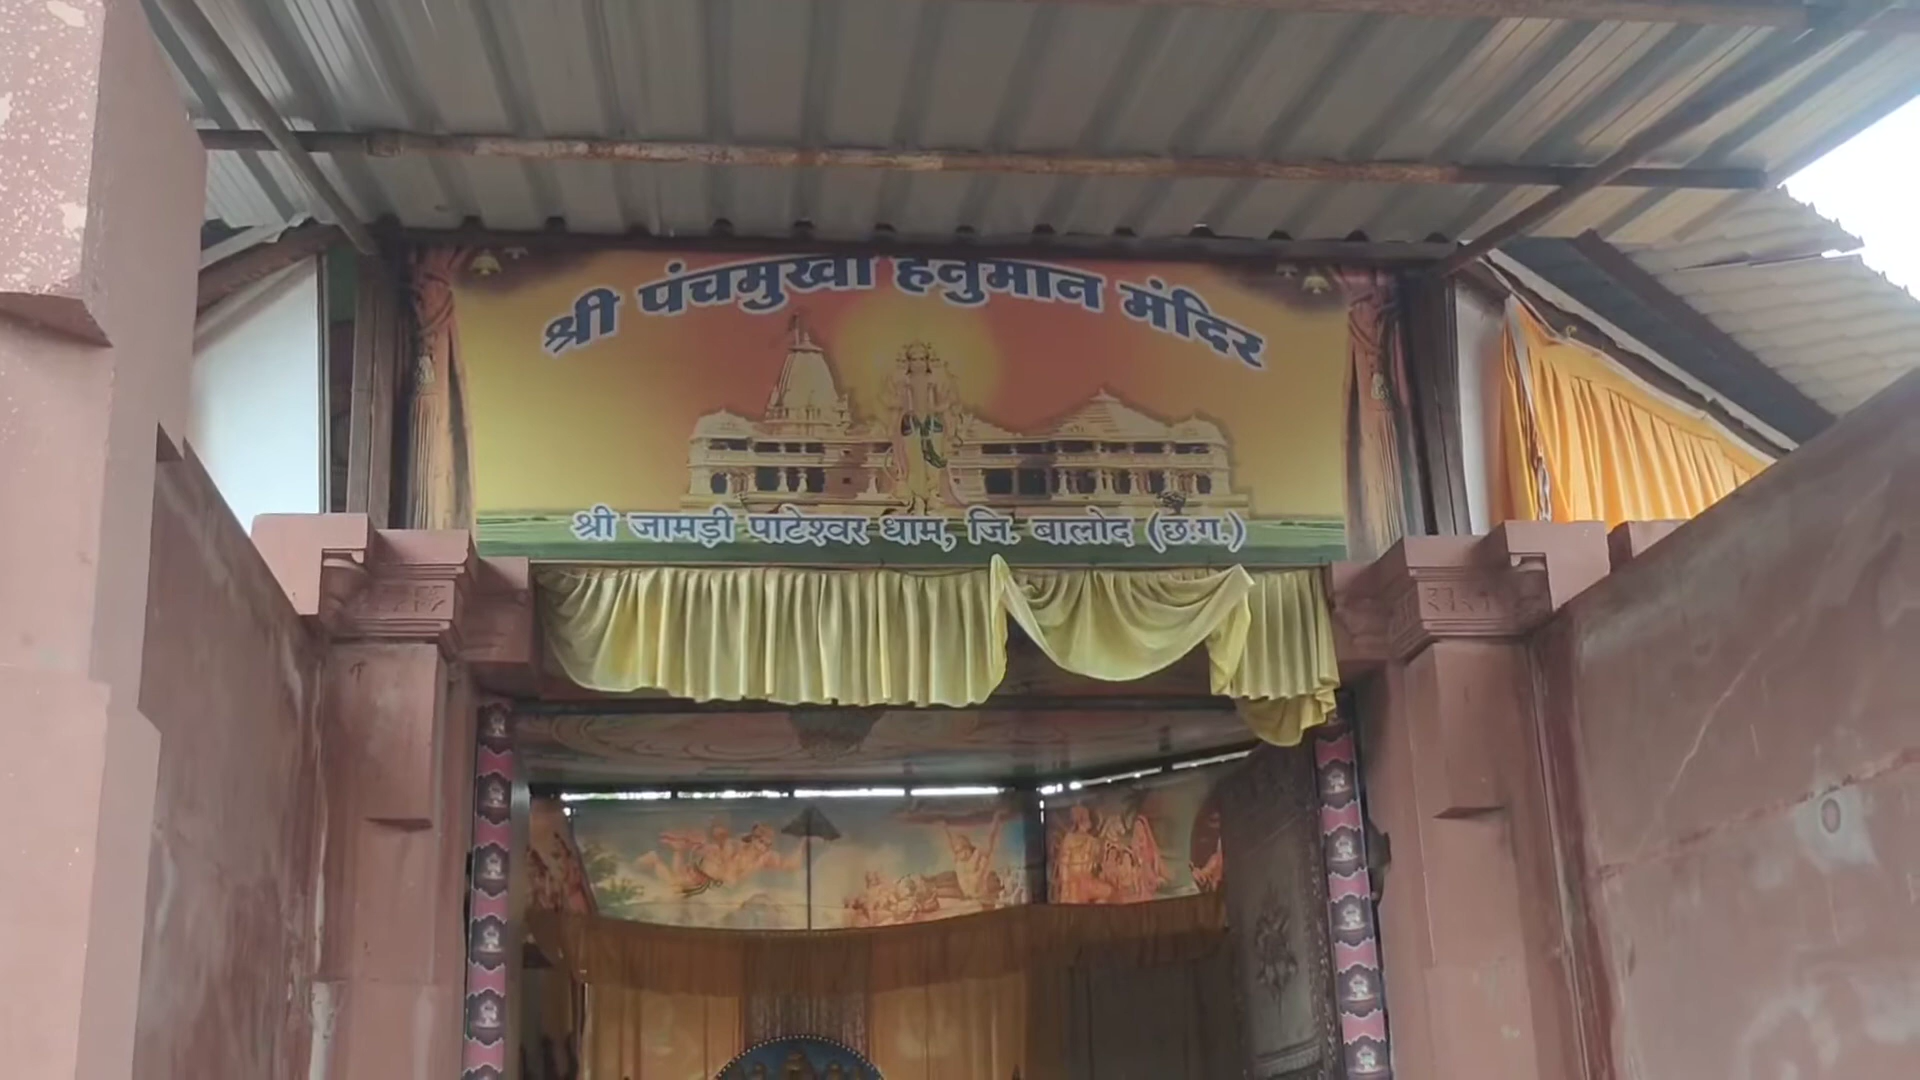 श्री पंचमुखी हनुमान मंदिर
श्री जामड़ी पाटेश्वर धाम, जि. बालोद (छ.ग.)